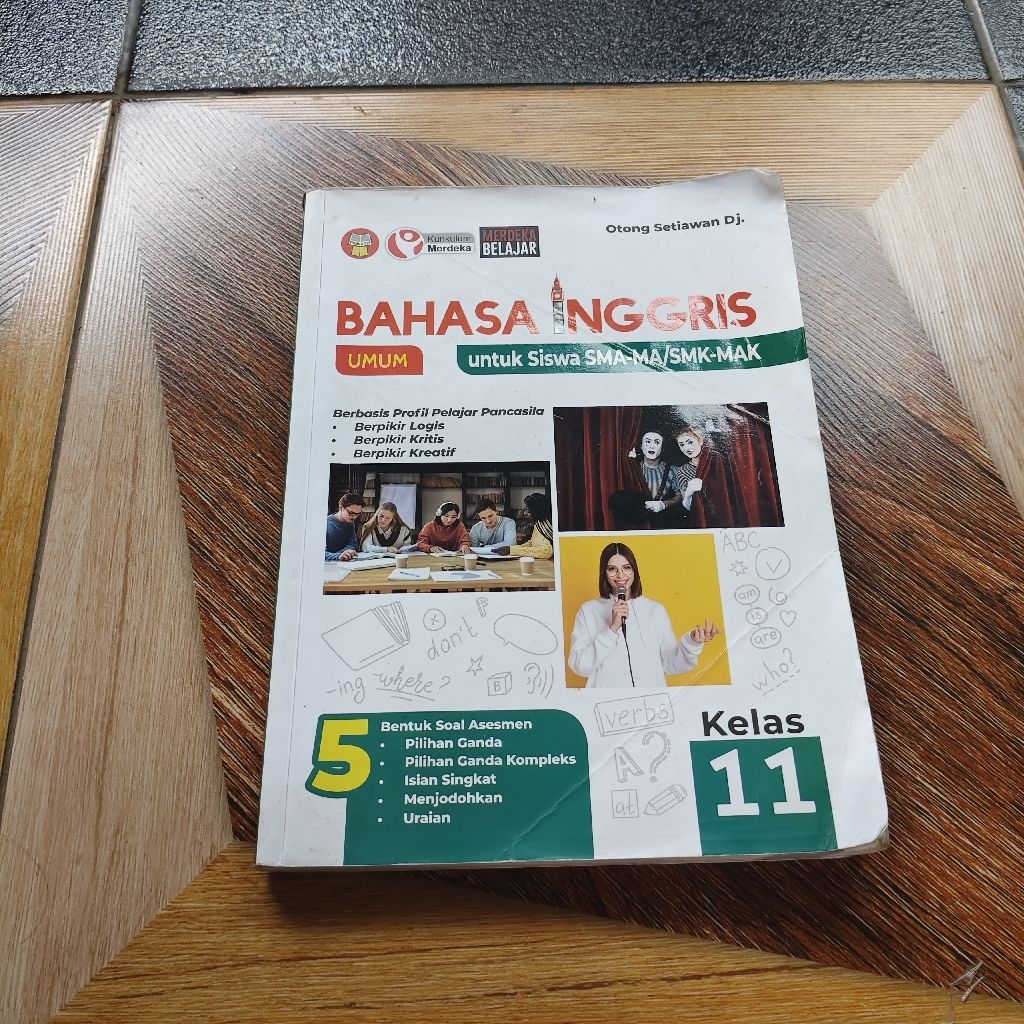 Otong Setiawan Dj.
Kurikulum
Merdeka
MERDEKA
BELAJAR
BAHASA INGGRIS
UMUM
untuk Siswa SMA-MA/SMK-MAK
Berbasis Profil Pelajar Pancasila
• Berpikir Logis
• Berpikir Kritis
• Berpikir Kreatif
ABC
am
is
are
who?
don't
P
-ing where?
B
verbs
A?
at
5
Bentuk Soal Asesmen
• Pilihan Ganda
• Pilihan Ganda Kompleks
• Isian Singkat
• Menjodohkan
• Uraian
Kelas
11